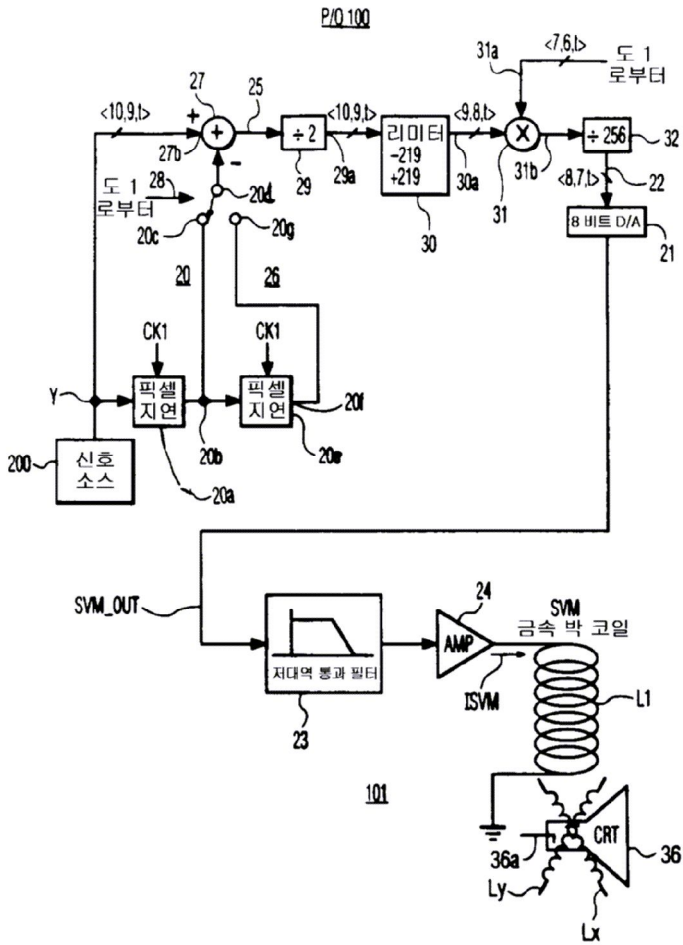 P/O 100
<10,9,t>
27
25
<10,9,t>
<9,8,t>
31a
<7,6,t>
도 1
로부터
+
+
27b
−
÷2
29
29a
리미터
−219
+219
30
30a
X
31
31b
÷256
32
<8,7,t>
22
8 비트 D/A
21
도 1
로부터
28
20d
20c
20g
20
26
CK1
CK1
Y
픽셀
지연
픽셀
지연
20f
20b
20e
200
신호
소스
20a
SVM_OUT
저대역 통과 필터
23
24
AMP
ISVM
SVM
금속 박 코일
L1
101
CRT
36a
36
Ly
Lx